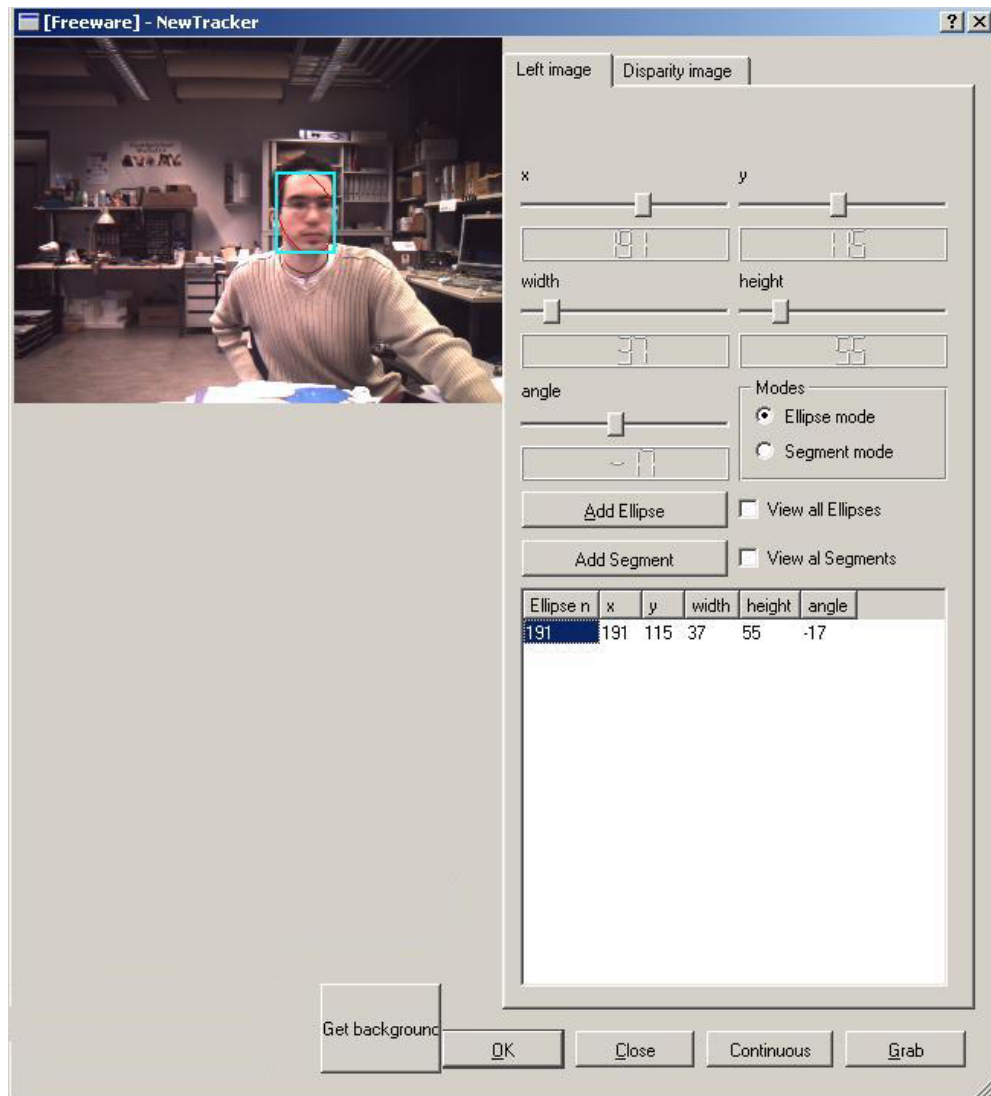 [Freeware] - NewTracker
Left image Disparity image
x y
191 115
width height
37 55
angle Modes
Ellipse mode
-17 Segment mode
Add Ellipse View all Ellipses
Add Segment View al Segments
Ellipse n x y width height angle
191 191 115 37 55 -17
Get background
OK Close Continuous Grab